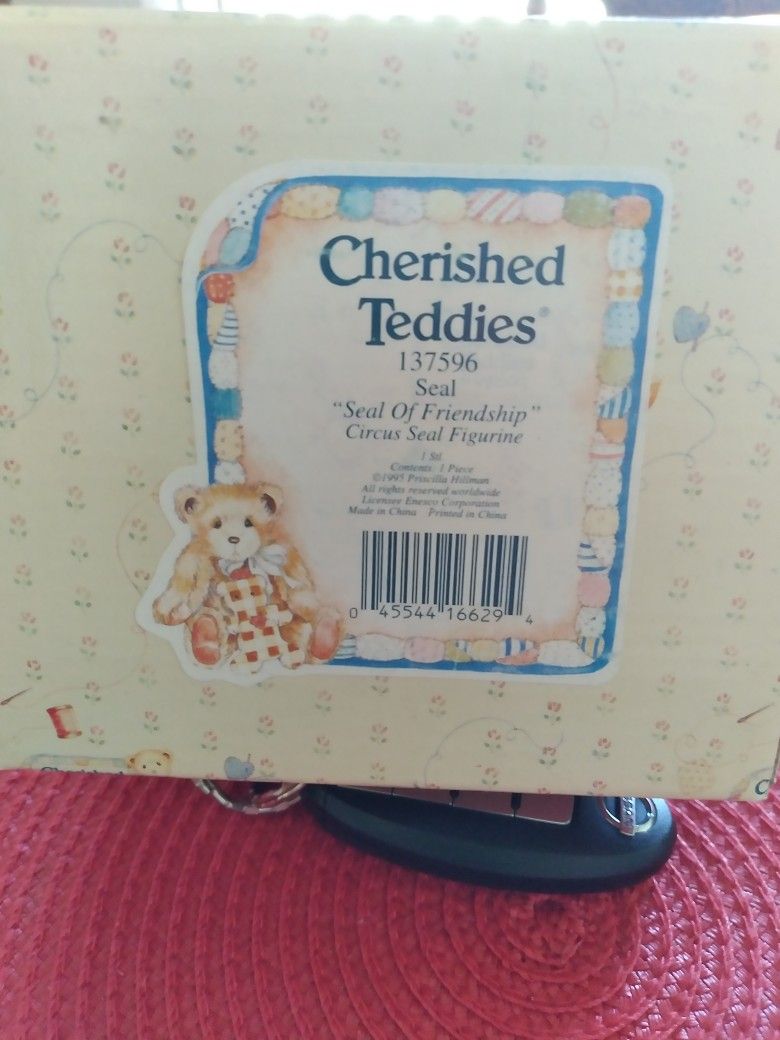 Cherished
Teddies®
137596
Seal
"Seal Of Friendship"
Circus Seal Figurine
1 Stl.
Contents: 1 Piece
©1995 Priscilla Hillman
All rights reserved worldwide
Licensee Enesco Corporation
Made in China Printed in China
0 45544 16629 4
Cherished
C